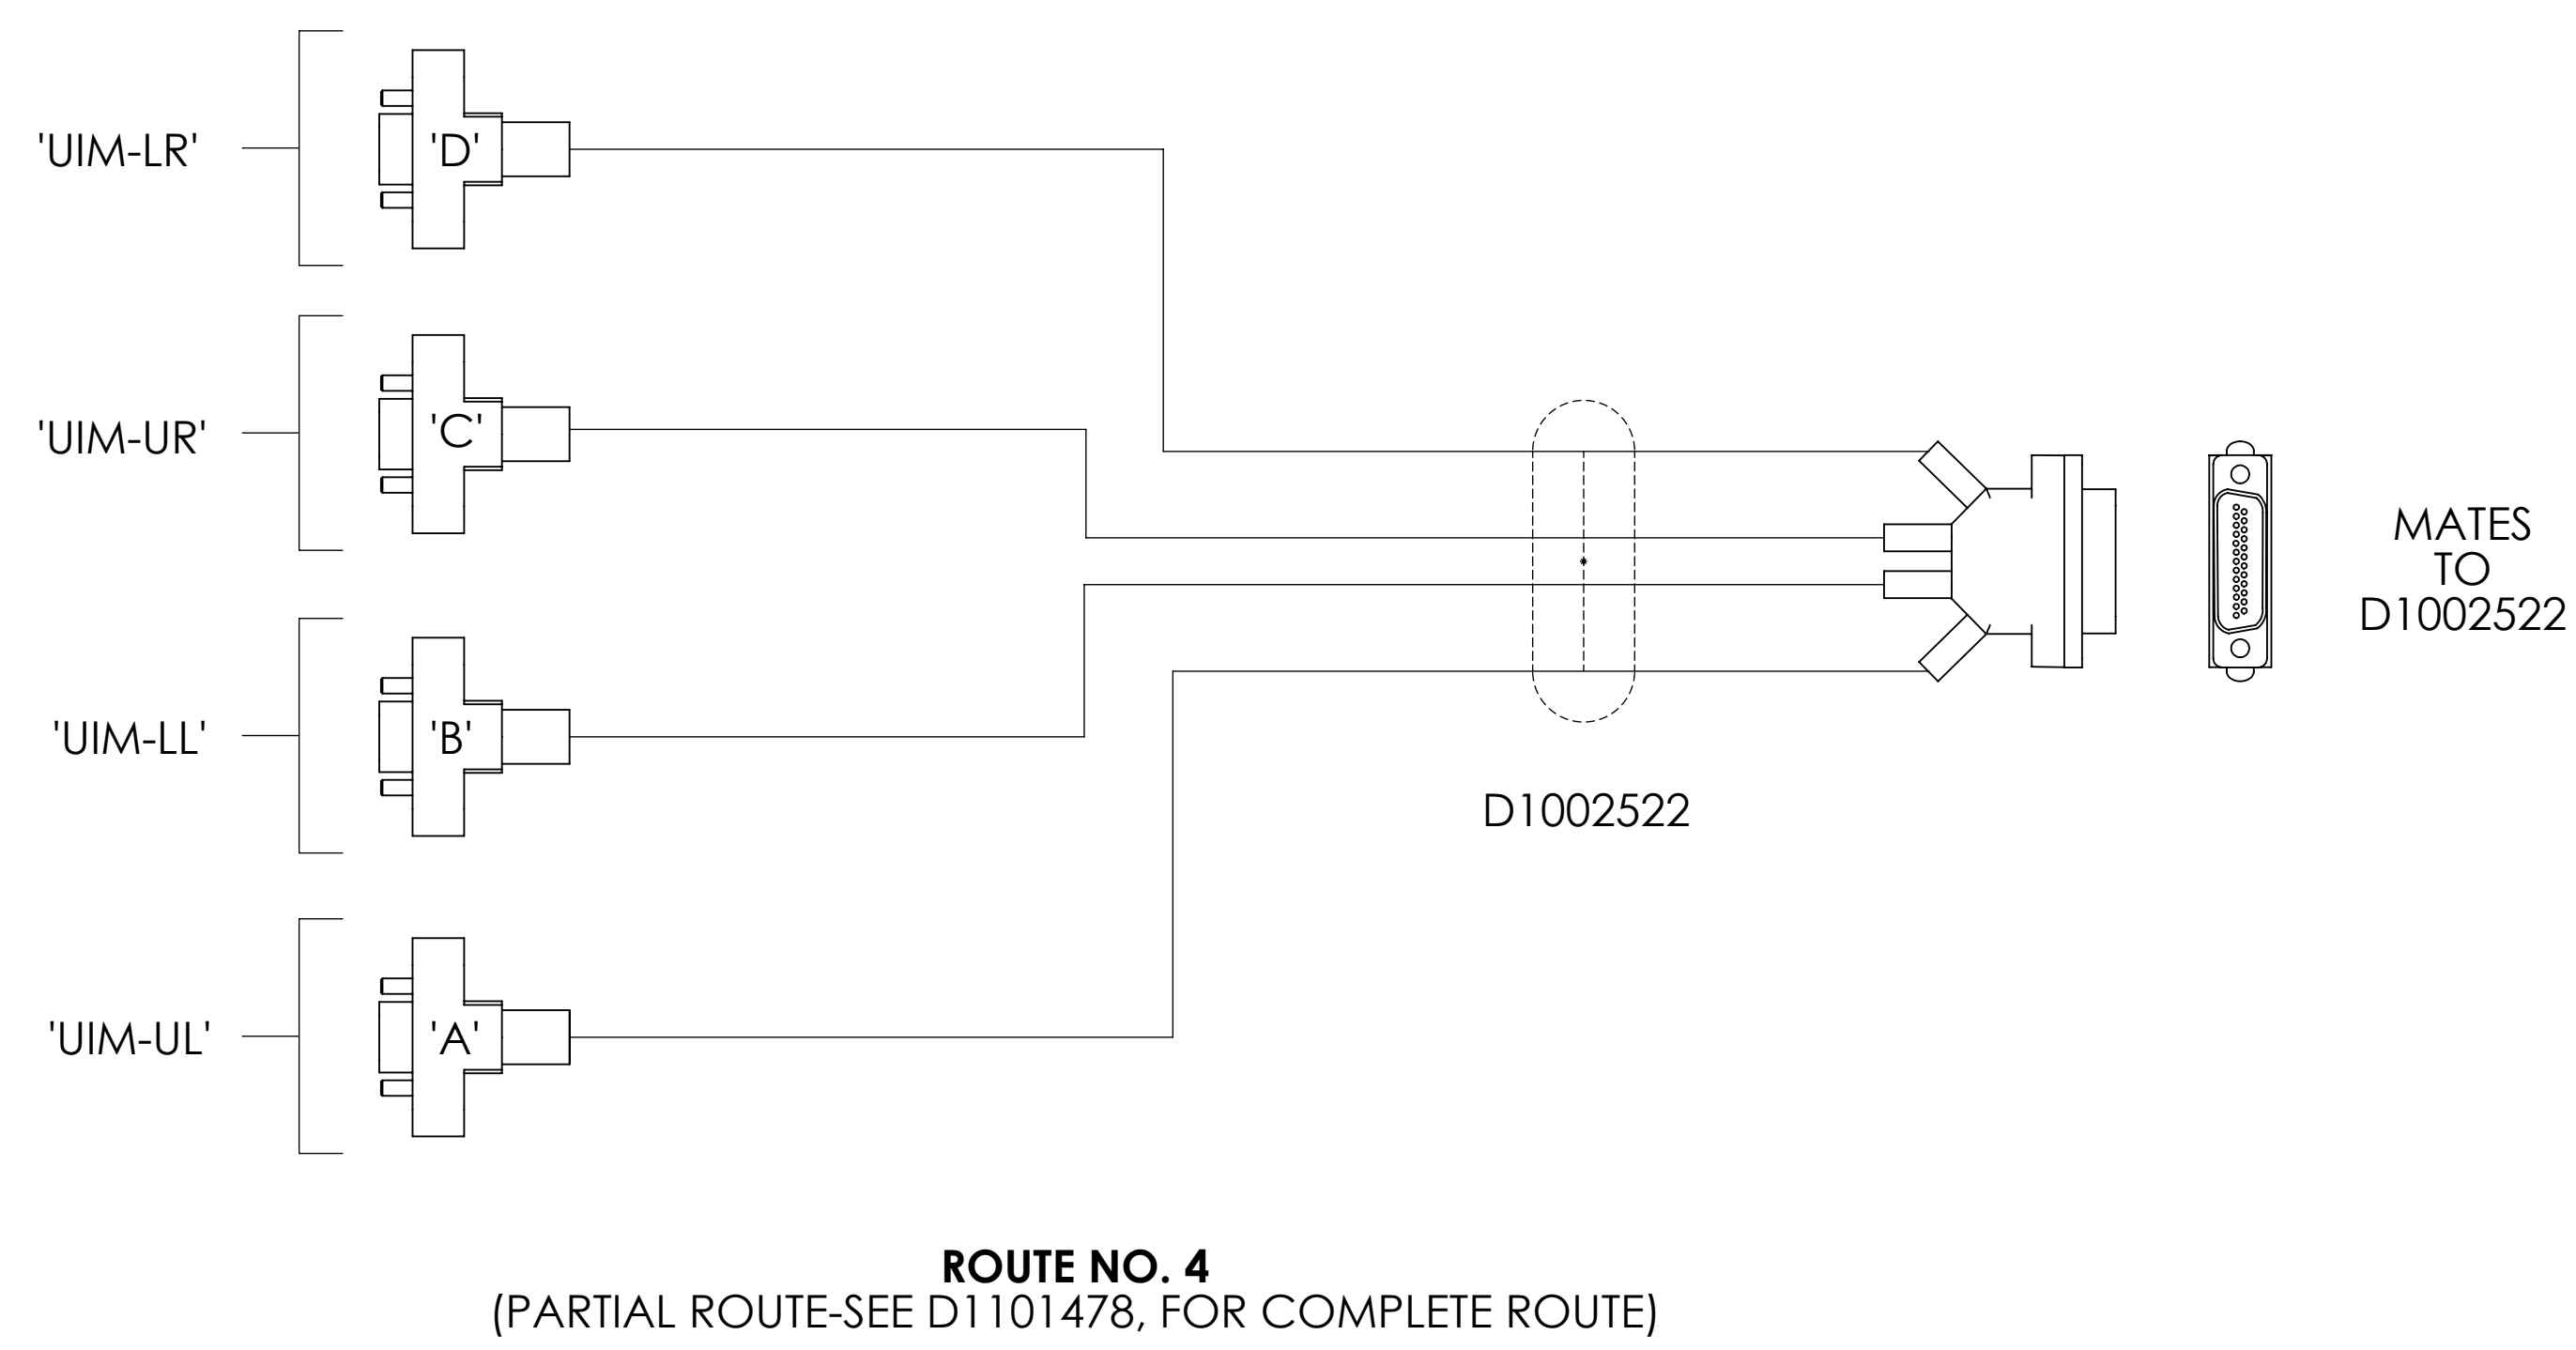 'UIM-LR'
'D'
'UIM-UR'
'C'
MATES
TO
D1002522
'UIM-LL'
'B'
D1002522
'UIM-UL'
'A'
ROUTE NO. 4
(PARTIAL ROUTE-SEE D1101478, FOR COMPLETE ROUTE)